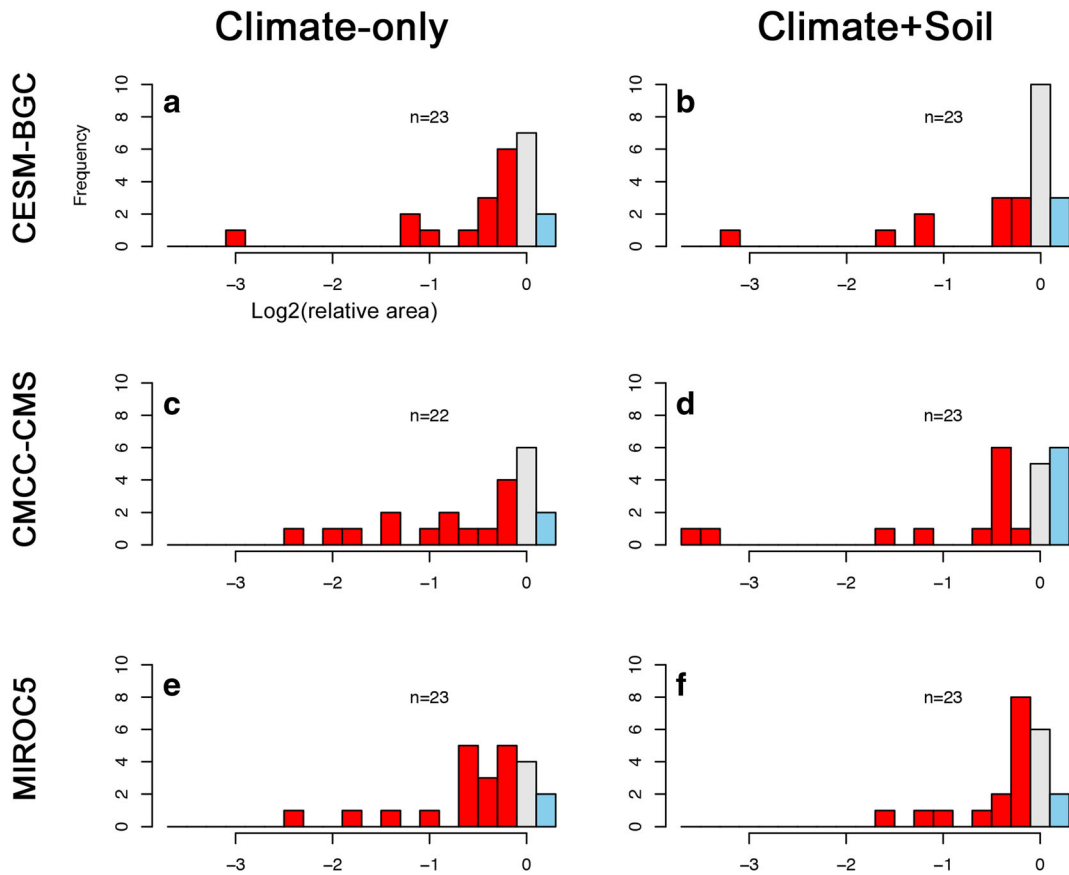 Climate-only
Climate+Soil
CESM-BGC
a
n=23
Frequency
0 2 4 6 8 10
−3 −2 −1 0
Log2(relative area)
b
n=23
0 2 4 6 8 10
−3 −2 −1 0
CMCC-CMS
c
n=22
0 2 4 6 8 10
−3 −2 −1 0
d
n=23
0 2 4 6 8 10
−3 −2 −1 0
MIROC5
e
n=23
0 2 4 6 8 10
−3 −2 −1 0
f
n=23
0 2 4 6 8 10
−3 −2 −1 0